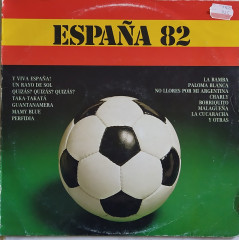 ESPAÑA 82
Y VIVA ESPAÑA!
UN RAYO DE SOL
QUIZAS? QUIZAS? QUIZAS?
TAKA-TAKATÁ
GUANTANAMERA
MAMY BLUE
PERFIDIA
LA BAMBA
PALOMA BLANCA
NO LLORES POR MI ARGENTINA
CHARLY
BORRIQUITO
MALAGUEÑA
LA CUCARACHA
Y OTRAS